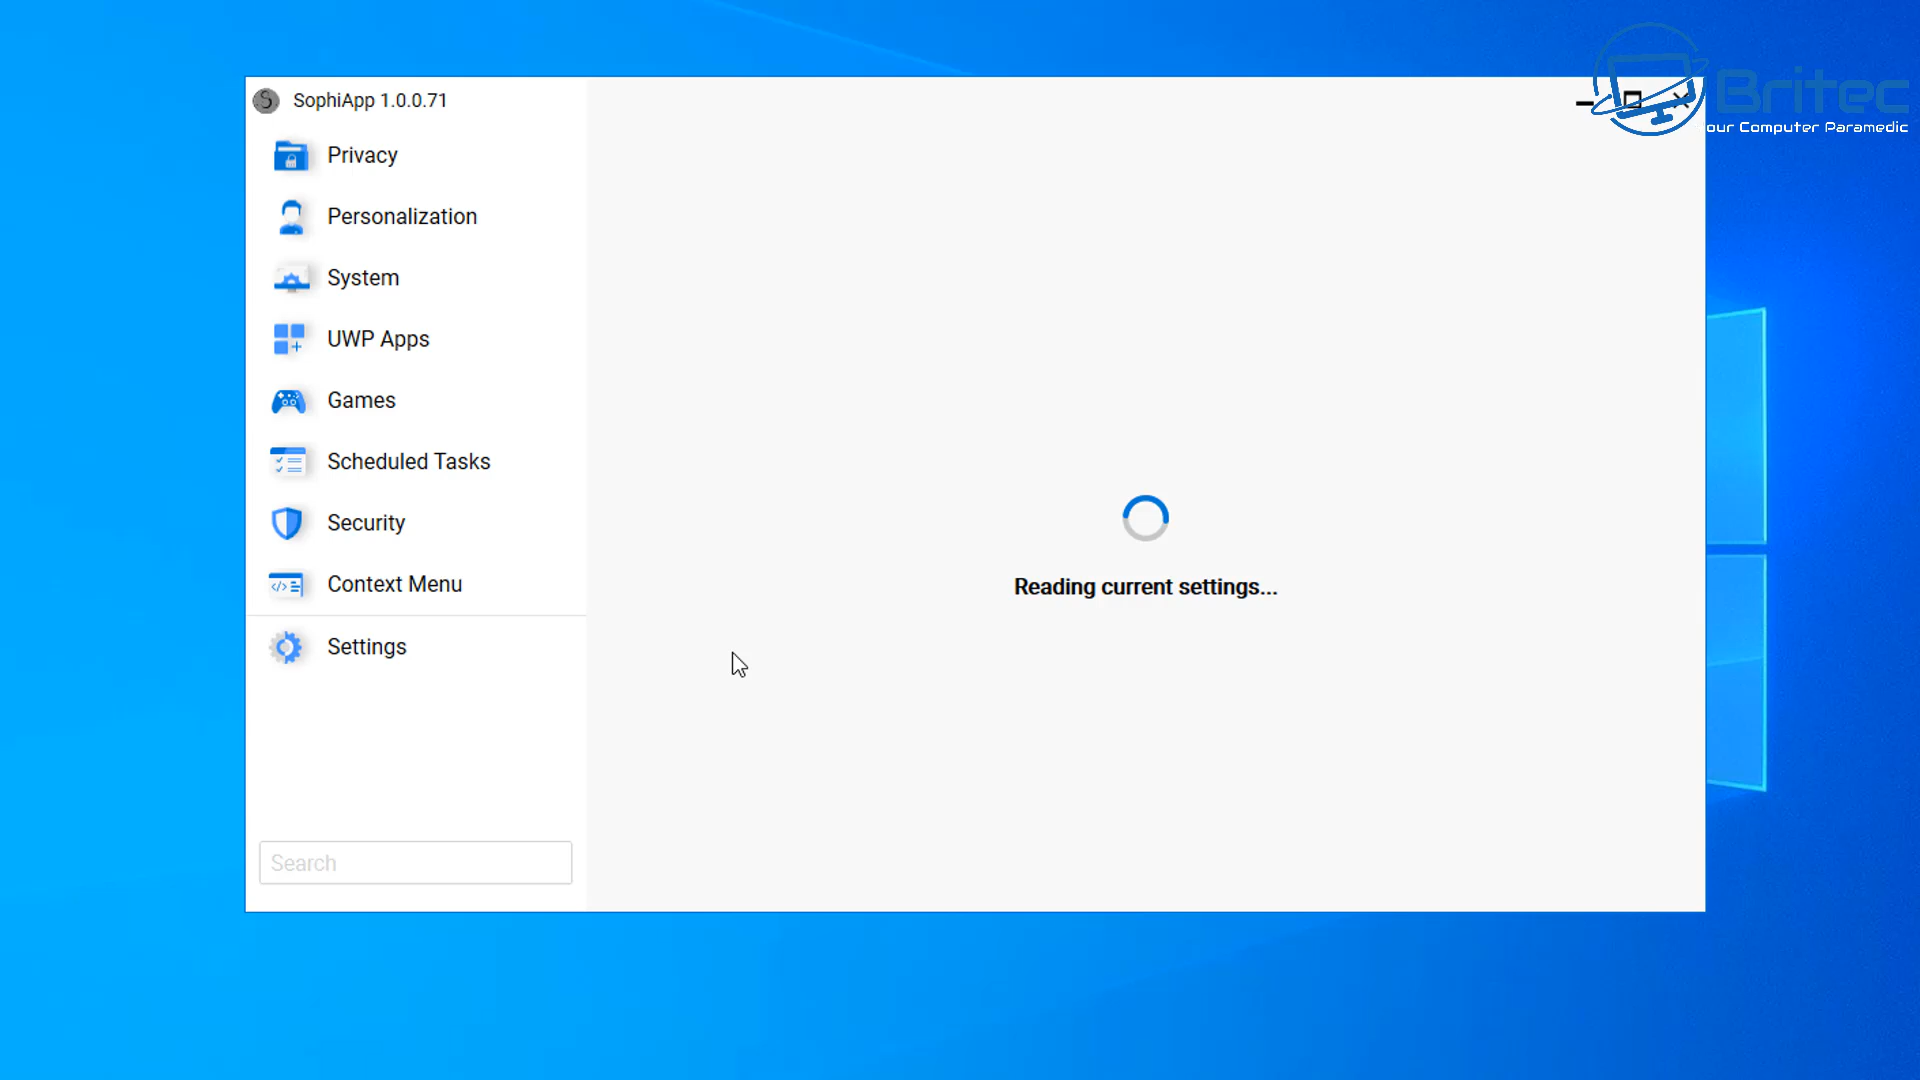 SophiApp 1.0.0.71
Britec
our Computer Paramedic
Privacy
Personalization
System
UWP Apps
Games
Scheduled Tasks
Security
Context Menu
Settings
Reading current settings...
Search